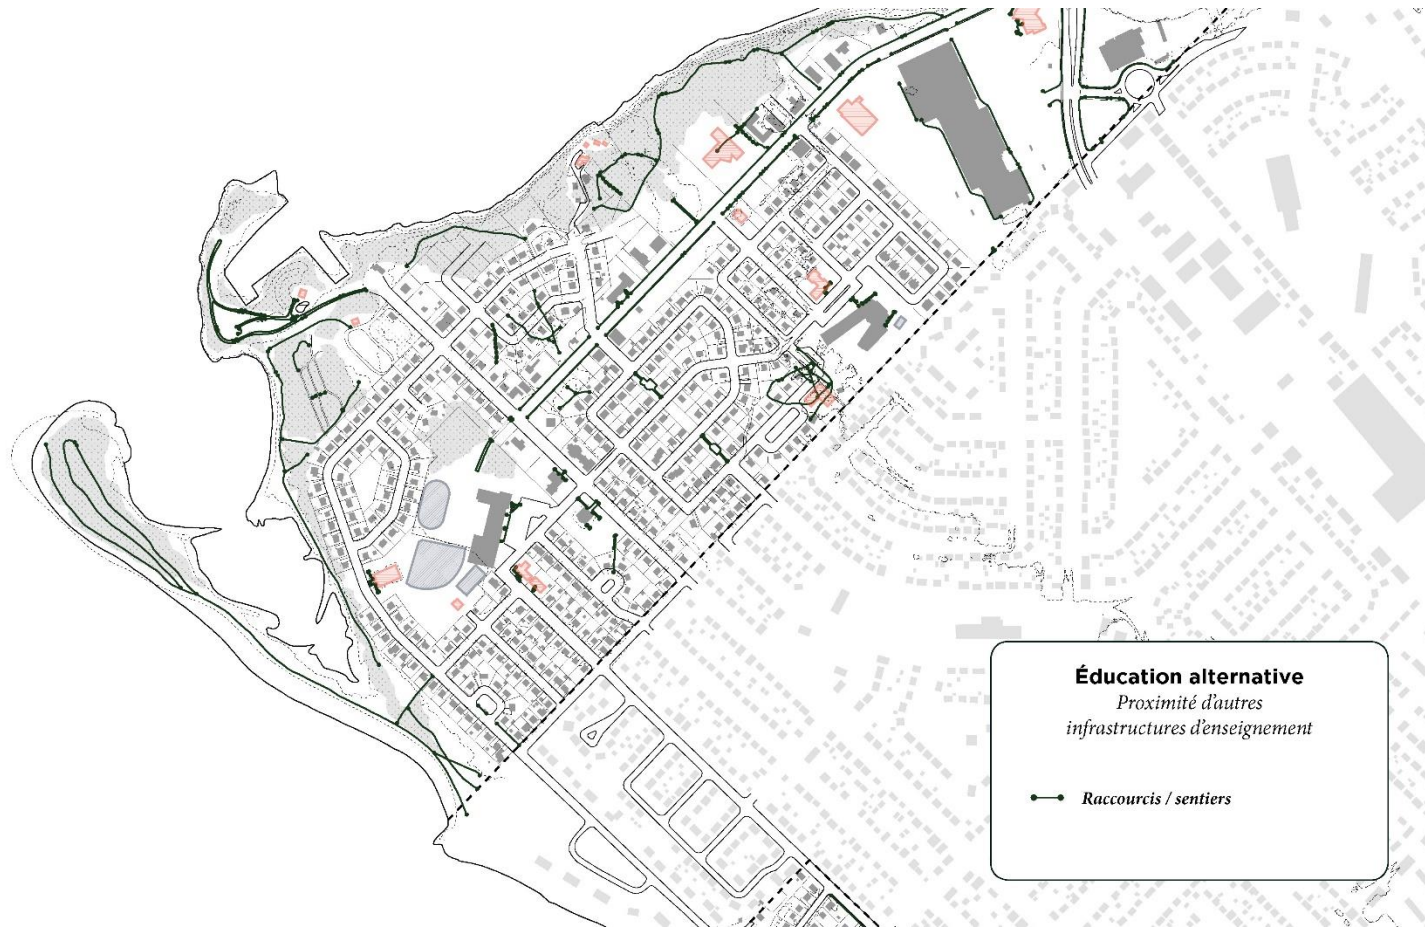 Éducation alternative
Proximité d'autres
infrastructures d'enseignement
Raccourcis / sentiers